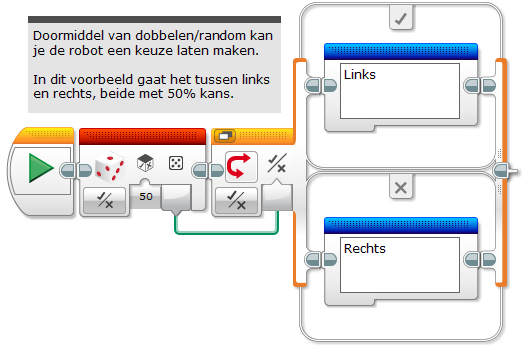 Doormiddel van dobbelen/random kan
je de robot een keuze laten maken.
In dit voorbeeld gaat het tussen links
en rechts, beide met 50% kans.
Links
50
Rechts